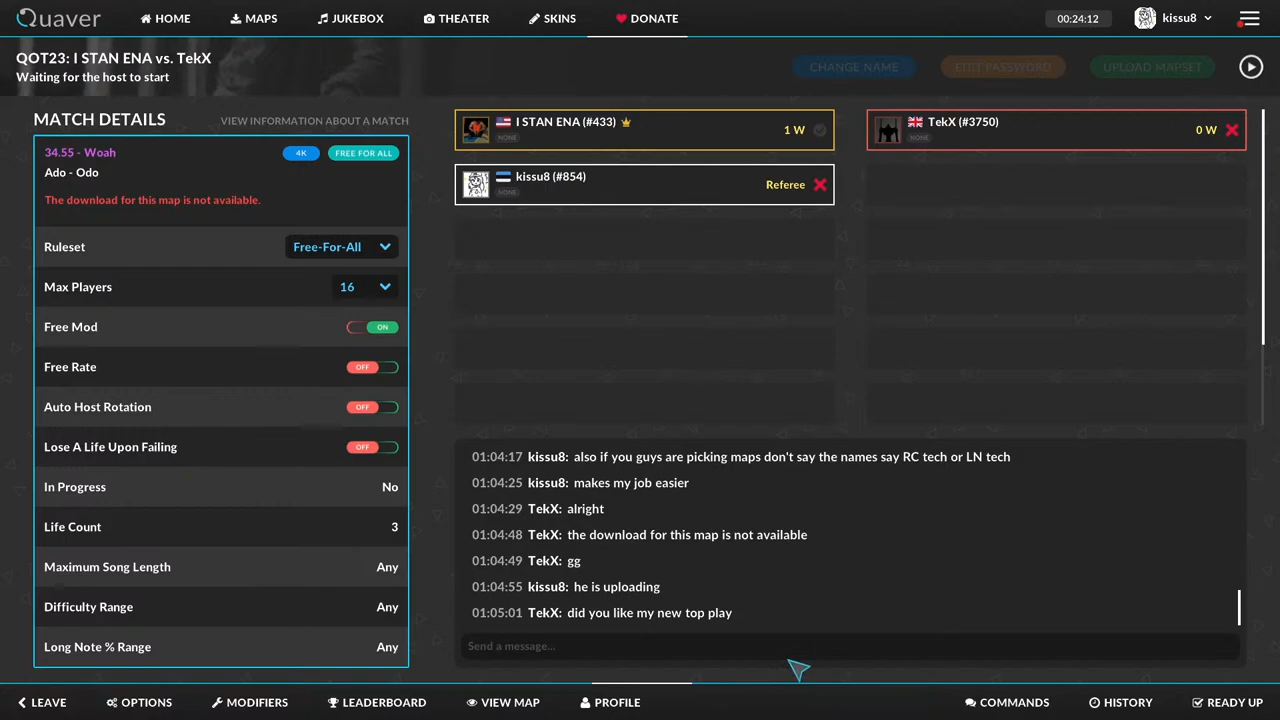 Quaver
HOME
MAPS
JUKEBOX
THEATER
SKINS
DONATE
00:24:12
kissu8
QOT23: I STAN ENA vs. TekX
Waiting for the host to start
CHANGE NAME
EDIT PASSWORD
UPLOAD MAPSET
MATCH DETAILS
VIEW INFORMATION ABOUT A MATCH
34.55 - Woah
4K
FREE FOR ALL
Ado - Odo
The download for this map is not available.
Ruleset
Free-For-All
Max Players
16
Free Mod
ON
Free Rate
OFF
Auto Host Rotation
OFF
Lose A Life Upon Failing
OFF
In Progress
No
Life Count
3
Maximum Song Length
Any
Difficulty Range
Any
Long Note % Range
Any
I STAN ENA (#433)
NONE
1 W
TekX (#3750)
NONE
0 W
kissu8 (#854)
NONE
Referee
01:04:17 kissu8: also if you guys are picking maps don't say the names say RC tech or LN tech
01:04:25 kissu8: makes my job easier
01:04:29 TekX: alright
01:04:48 TekX: the download for this map is not available
01:04:49 TekX: gg
01:04:55 kissu8: he is uploading
01:05:01 TekX: did you like my new top play
Send a message...
LEAVE
OPTIONS
MODIFIERS
LEADERBOARD
VIEW MAP
PROFILE
COMMANDS
HISTORY
READY UP